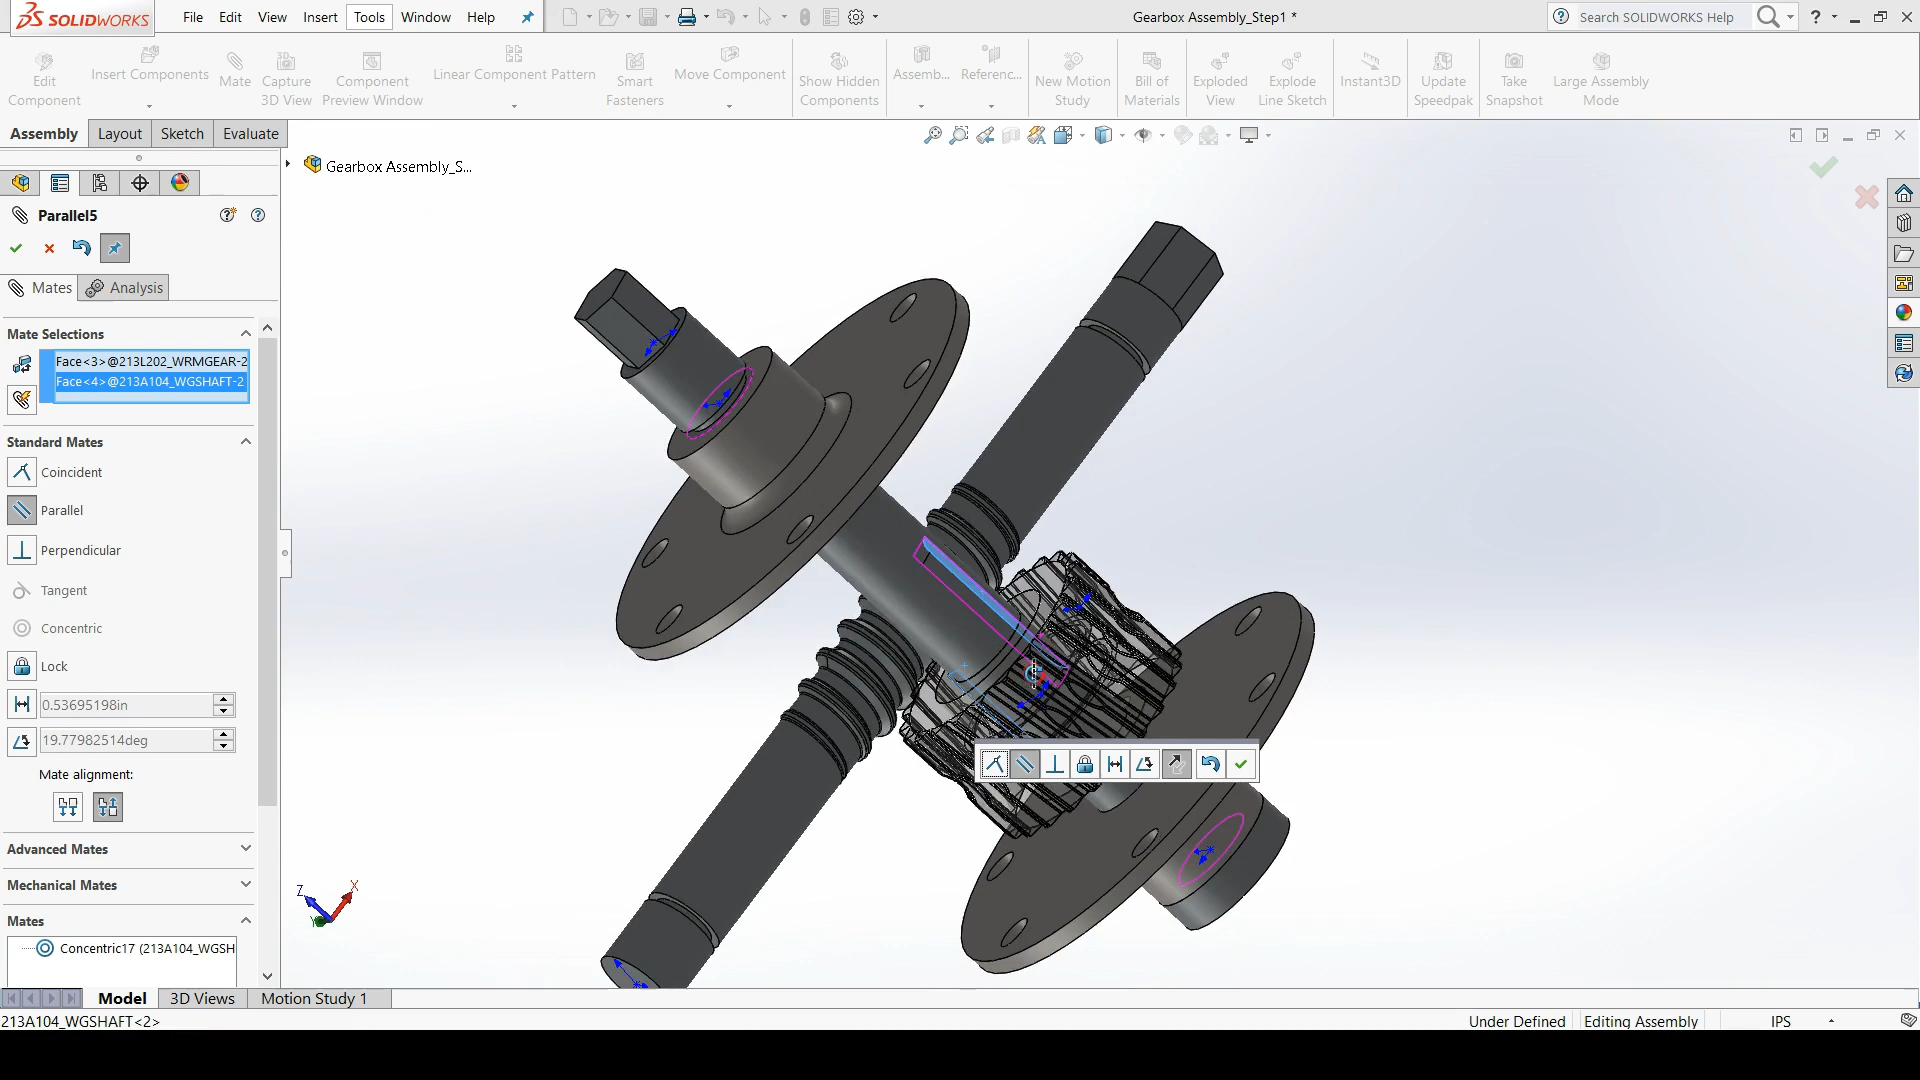 SOLIDWORKS File Edit View Insert Tools Window Help Gearbox Assembly_Step1 * Search SOLIDWORKS Help ?
Edit Component Insert Components Mate Capture 3D View Component Preview Window Linear Component Pattern Smart Fasteners Move Component Show Hidden Components Assemb... Referenc... New Motion Study Bill of Materials Exploded View Explode Line Sketch Instant3D Update Speedpak Take Snapshot Large Assembly Mode
Assembly Layout Sketch Evaluate
Gearbox Assembly_S...
Parallel5
Mates Analysis
Mate Selections
Face<3>@213L202_WRMGEAR-2
Face<4>@213A104_WGSHAFT-2
Standard Mates
Coincident
Parallel
Perpendicular
Tangent
Concentric
Lock
0.53695198in
19.77982514deg
Mate alignment:
Advanced Mates
Mechanical Mates
Mates
Concentric17 (213A104_WGSH
Z X Y
Model 3D Views Motion Study 1
213A104_WGSHAFT<2> Under Defined Editing Assembly IPS